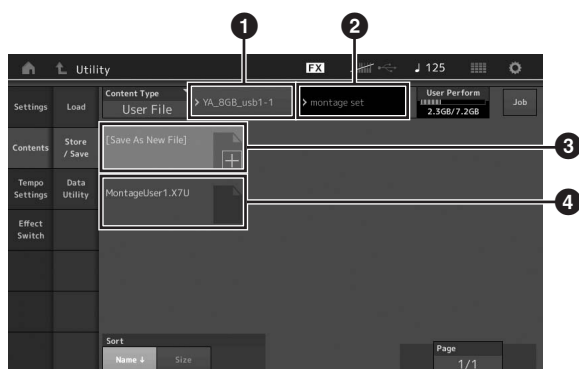 1 2
Utility FX 125
Settings Load Content Type User File YA_8GB_usb1-1 montage set User Perform 2.3GB/7.2GB Job
Contents Store / Save [Save As New File] 3
Tempo Settings Data Utility MontageUser1.X7U 4
Effect Switch
Sort Page
Name ↓ Size 1/1